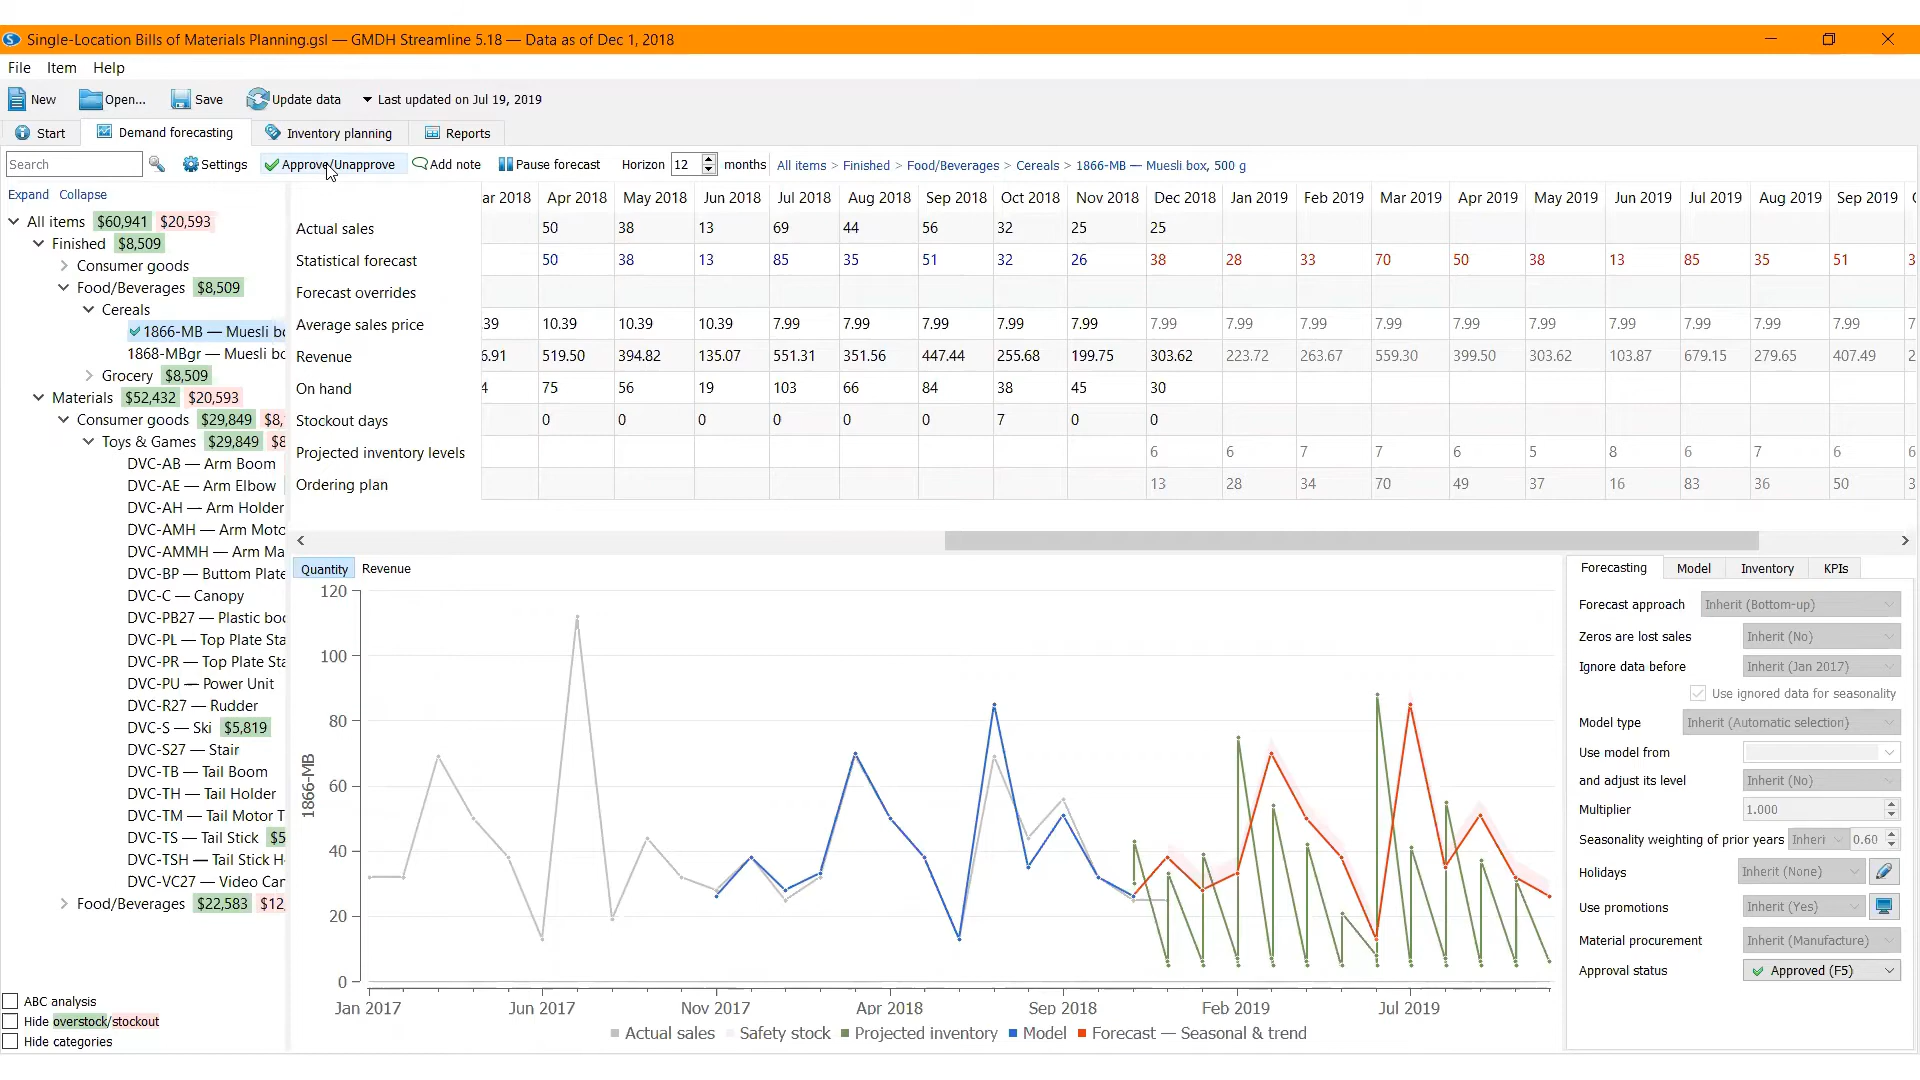 Single-Location Bills of Materials Planning.gsl — GMDH Streamline 5.18 — Data as of Dec 1, 2018
File Item Help
New Open... Save Update data Last updated on Jul 19, 2019
Start Demand forecasting Inventory planning Reports
Search Settings Approve/Unapprove Add note Pause forecast Horizon 12 months All items > Finished > Food/Beverages > Cereals > 1866-MB — Muesli box, 500 g
Expand Collapse
All items $60,941 $20,593
Finished $8,509
Consumer goods
Food/Beverages $8,509
Cereals
1866-MB — Muesli bo
1868-MBgr — Muesli bo
Grocery $8,509
Materials $52,432 $20,593
Consumer goods $29,849 $8,
Toys & Games $29,849 $8
DVC-AB — Arm Boom
DVC-AE — Arm Elbow
DVC-AH — Arm Holder
DVC-AMH — Arm Moto
DVC-AMMH — Arm Ma
DVC-BP — Buttom Plate
DVC-C — Canopy
DVC-PB27 — Plastic bo
DVC-PL — Top Plate Sta
DVC-PR — Top Plate Sta
DVC-PU — Power Unit
DVC-R27 — Rudder
DVC-S — Ski $5,819
DVC-S27 — Stair
DVC-TB — Tail Boom
DVC-TH — Tail Holder
DVC-TM — Tail Motor T
DVC-TS — Tail Stick $5
DVC-TSH — Tail Stick H
DVC-VC27 — Video Car
Food/Beverages $22,583 $12,
ABC analysis
Hide overstock/stockout
Hide categories
ar 2018 Apr 2018 May 2018 Jun 2018 Jul 2018 Aug 2018 Sep 2018 Oct 2018 Nov 2018 Dec 2018 Jan 2019 Feb 2019 Mar 2019 Apr 2019 May 2019 Jun 2019 Jul 2019 Aug 2019 Sep 2019
Actual sales 50 38 13 69 44 56 32 25 25
Statistical forecast 50 38 13 85 35 51 32 26 38 28 33 70 50 38 13 85 35 51 3
Forecast overrides
Average sales price 39 10.39 10.39 10.39 7.99 7.99 7.99 7.99 7.99 7.99 7.99 7.99 7.99 7.99 7.99 7.99 7.99 7.99 7.99 7
Revenue 6.91 519.50 394.82 135.07 551.31 351.56 447.44 255.68 199.75 303.62 223.72 263.67 559.30 399.50 303.62 103.87 679.15 279.65 407.49 2
On hand 4 75 56 19 103 66 84 38 45 30
Stockout days 0 0 0 0 0 0 7 0 0
Projected inventory levels 6 6 7 7 6 5 8 6 7 6 6
Ordering plan 13 28 34 70 49 37 16 83 36 50 3
Quantity Revenue
1866-MB
120
100
80
60
40
20
0
Jan 2017 Jun 2017 Nov 2017 Apr 2018 Sep 2018 Feb 2019 Jul 2019
Actual sales Safety stock Projected inventory Model Forecast — Seasonal & trend
Forecasting Model Inventory KPIs
Forecast approach Inherit (Bottom-up)
Zeros are lost sales Inherit (No)
Ignore data before Inherit (Jan 2017)
Use ignored data for seasonality
Model type Inherit (Automatic selection)
Use model from
and adjust its level Inherit (No)
Multiplier 1.000
Seasonality weighting of prior years Inheri 0.60
Holidays Inherit (None)
Use promotions Inherit (Yes)
Material procurement Inherit (Manufacture)
Approval status Approved (F5)